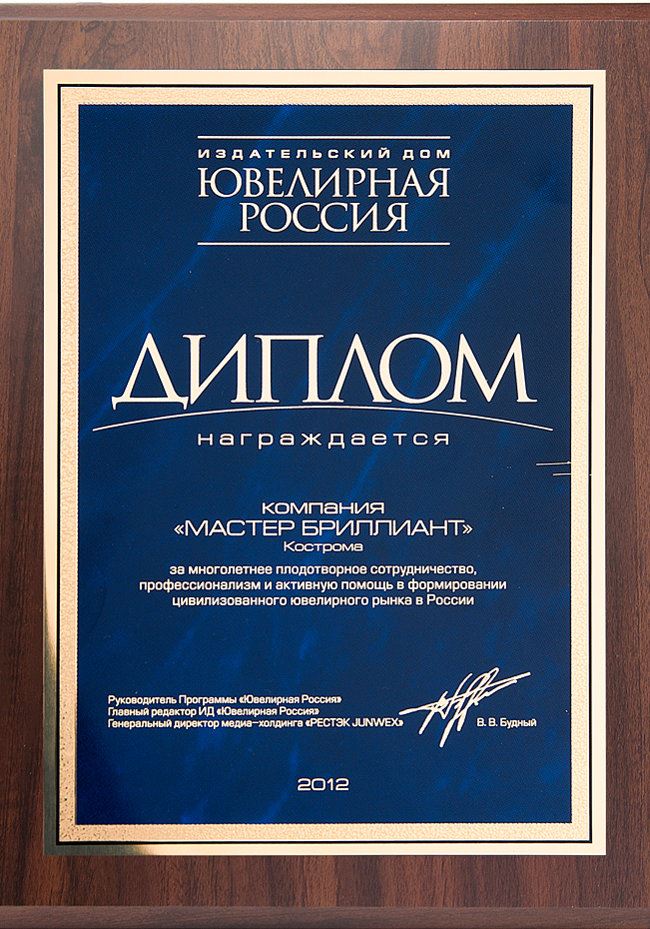 ИЗДАТЕЛЬСКИЙ ДОМ
ЮВЕЛИРНАЯ
РОССИЯ
ДИПЛОМ
награждается
компания
«МАСТЕР БРИЛЛИАНТ»
Кострома
за многолетнее плодотворное сотрудничество,
профессионализм и активную помощь в формировании
цивилизованного ювелирного рынка в России
Руководитель Программы «Ювелирная Россия»
Главный редактор ИД «Ювелирная Россия»
Генеральный директор медиа-холдинга «РЕСТЭК JUNWEX»
В. В. Будный
2012